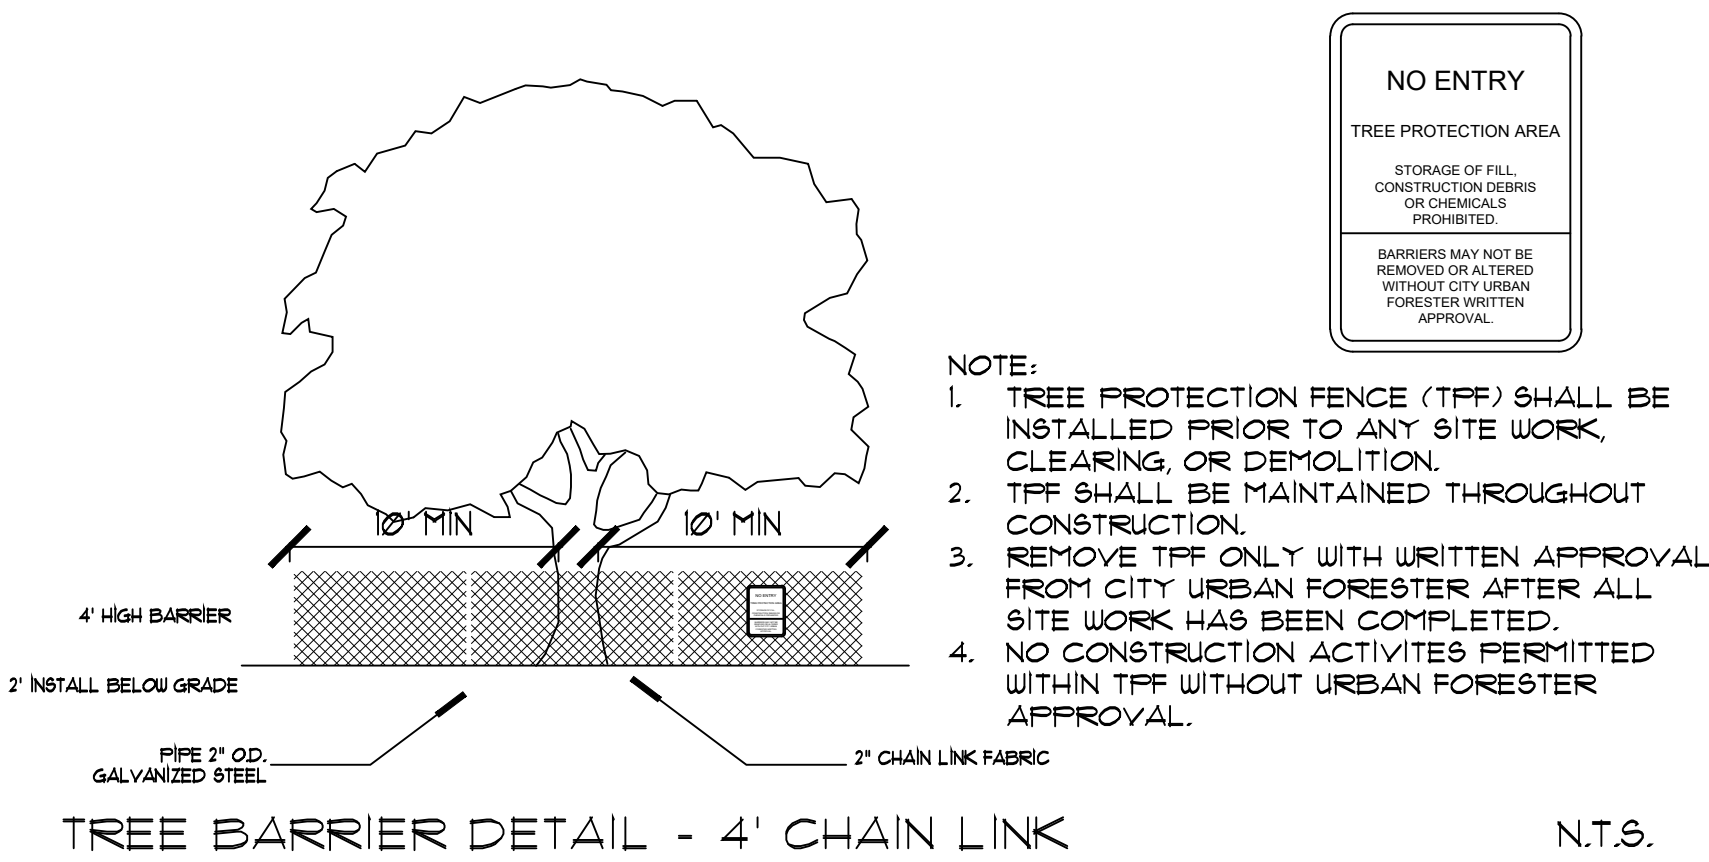 NO ENTRY
TREE PROTECTION AREA
STORAGE OF FILL,
CONSTRUCTION DEBRIS
OR CHEMICALS
PROHIBITED.
BARRIERS MAY NOT BE
REMOVED OR ALTERED
WITHOUT CITY URBAN
FORESTER WRITTEN
APPROVAL.
NOTE:
1. TREE PROTECTION FENCE (TPF) SHALL BE
INSTALLED PRIOR TO ANY SITE WORK,
CLEARING, OR DEMOLITION.
2. TPF SHALL BE MAINTAINED THROUGHOUT
CONSTRUCTION.
3. REMOVE TPF ONLY WITH WRITTEN APPROVAL
FROM CITY URBAN FORESTER AFTER ALL
SITE WORK HAS BEEN COMPLETED.
4. NO CONSTRUCTION ACTIVITES PERMITTED
WITHIN TPF WITHOUT URBAN FORESTER
APPROVAL.
10' MIN
10' MIN
NO ENTRY
4' HIGH BARRIER
2' INSTALL BELOW GRADE
PIPE 2" O.D.
GALVANIZED STEEL
2" CHAIN LINK FABRIC
TREE BARRIER DETAIL - 4' CHAIN LINK
N.T.S.